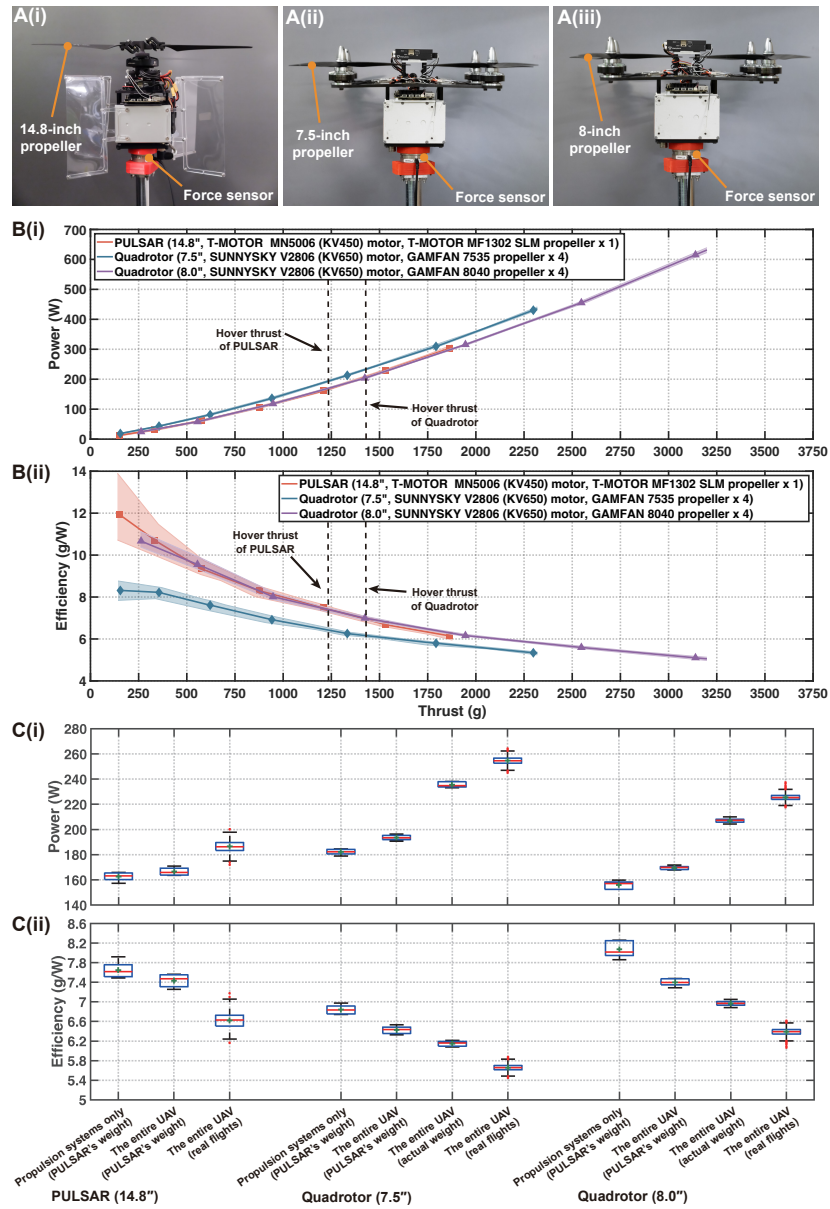 A(i)
A(ii)
A(iii)
14.8-inch
propeller
Force sensor
7.5-inch
propeller
Force sensor
8-inch
propeller
Force sensor
B(i)
700
600
500
400
300
200
100
0
Power (W)
PULSAR (14.8", T-MOTOR MN5006 (KV450) motor, T-MOTOR MF1302 SLM propeller x 1)
Quadrotor (7.5", SUNNYSKY V2806 (KV650) motor, GAMFAN 7535 propeller x 4)
Quadrotor (8.0", SUNNYSKY V2806 (KV650) motor, GAMFAN 8040 propeller x 4)
Hover thrust
of PULSAR
Hover thrust
of Quadrotor
0 250 500 750 1000 1250 1500 1750 2000 2250 2500 2750 3000 3250 3500 3750
B(ii)
14
12
10
8
6
4
Efficiency (g/W)
PULSAR (14.8", T-MOTOR MN5006 (KV450) motor, T-MOTOR MF1302 SLM propeller x 1)
Quadrotor (7.5", SUNNYSKY V2806 (KV650) motor, GAMFAN 7535 propeller x 4)
Quadrotor (8.0", SUNNYSKY V2806 (KV650) motor, GAMFAN 8040 propeller x 4)
Hover thrust
of PULSAR
Hover thrust
of Quadrotor
0 250 500 750 1000 1250 1500 1750 2000 2250 2500 2750 3000 3250 3500 3750
Thrust (g)
C(i)
280
260
240
220
200
180
160
140
Power (W)
C(ii)
8.6
8.2
7.8
7.4
7
6.6
6.2
5.8
5.4
5
Efficiency (g/W)
Propulsion systems only
(PULSAR's weight)
The entire UAV
(PULSAR's weight)
The entire UAV
(real flights)
Propulsion systems only
(PULSAR's weight)
The entire UAV
(PULSAR's weight)
The entire UAV
(actual weight)
The entire UAV
(real flights)
Propulsion systems only
(PULSAR's weight)
The entire UAV
(PULSAR's weight)
The entire UAV
(actual weight)
The entire UAV
(real flights)
PULSAR (14.8″)
Quadrotor (7.5″)
Quadrotor (8.0″)